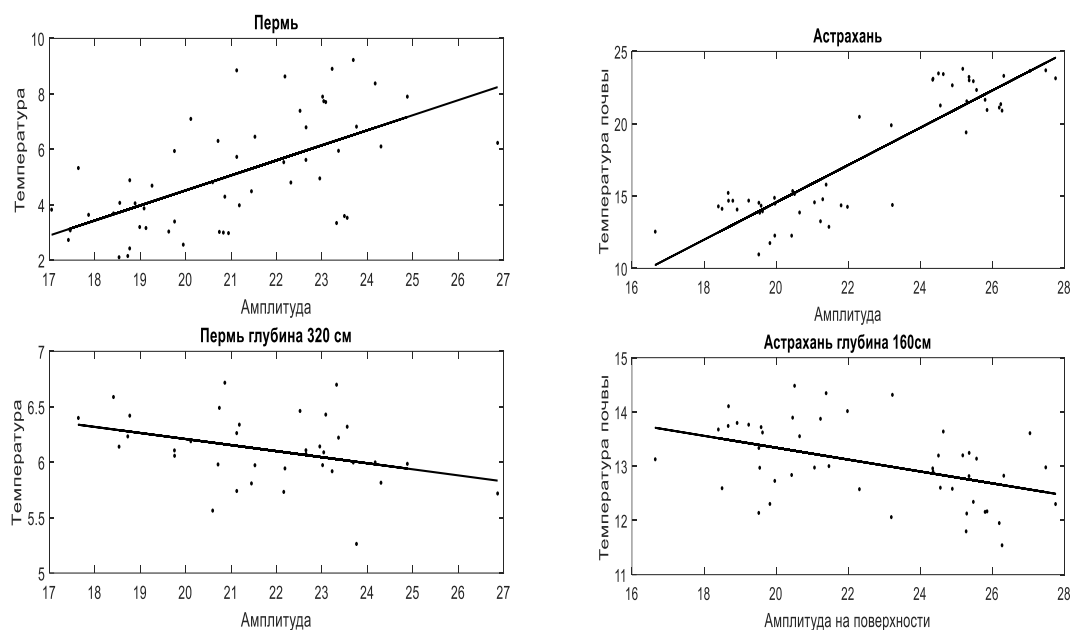 Пермь
10
8
6
4
2
Температура
17 18 19 20 21 22 23 24 25 26 27
Амплитуда
Астрахань
25
20
15
10
Температура почвы
16 18 20 22 24 26 28
Амплитуда
Пермь глубина 320 см
7
6.5
6
5.5
5
Температура
17 18 19 20 21 22 23 24 25 26 27
Амплитуда
Астрахань глубина 160см
15
14
13
12
11
Температура почвы
16 18 20 22 24 26 28
Амплитуда на поверхности